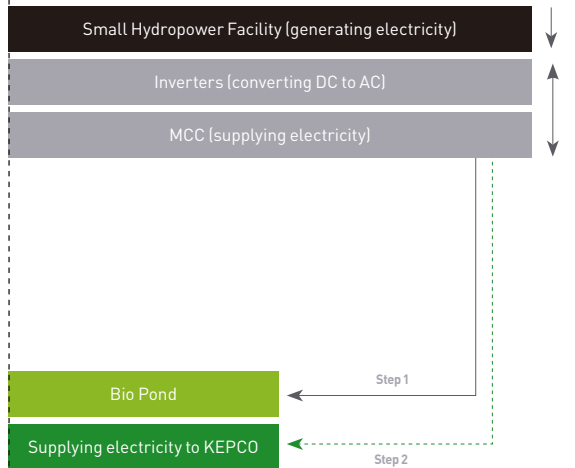 Small Hydropower Facility (generating electricity)
Inverters (converting DC to AC)
MCC (supplying electricity)
Step 1
Bio Pond
Supplying electricity to KEPCO
Step 2